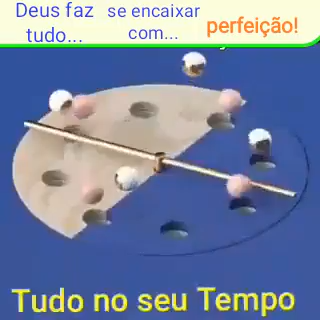 Deus faz
tudo...
se encaixar
com...
perfeição!
Tudo no seu Tempo